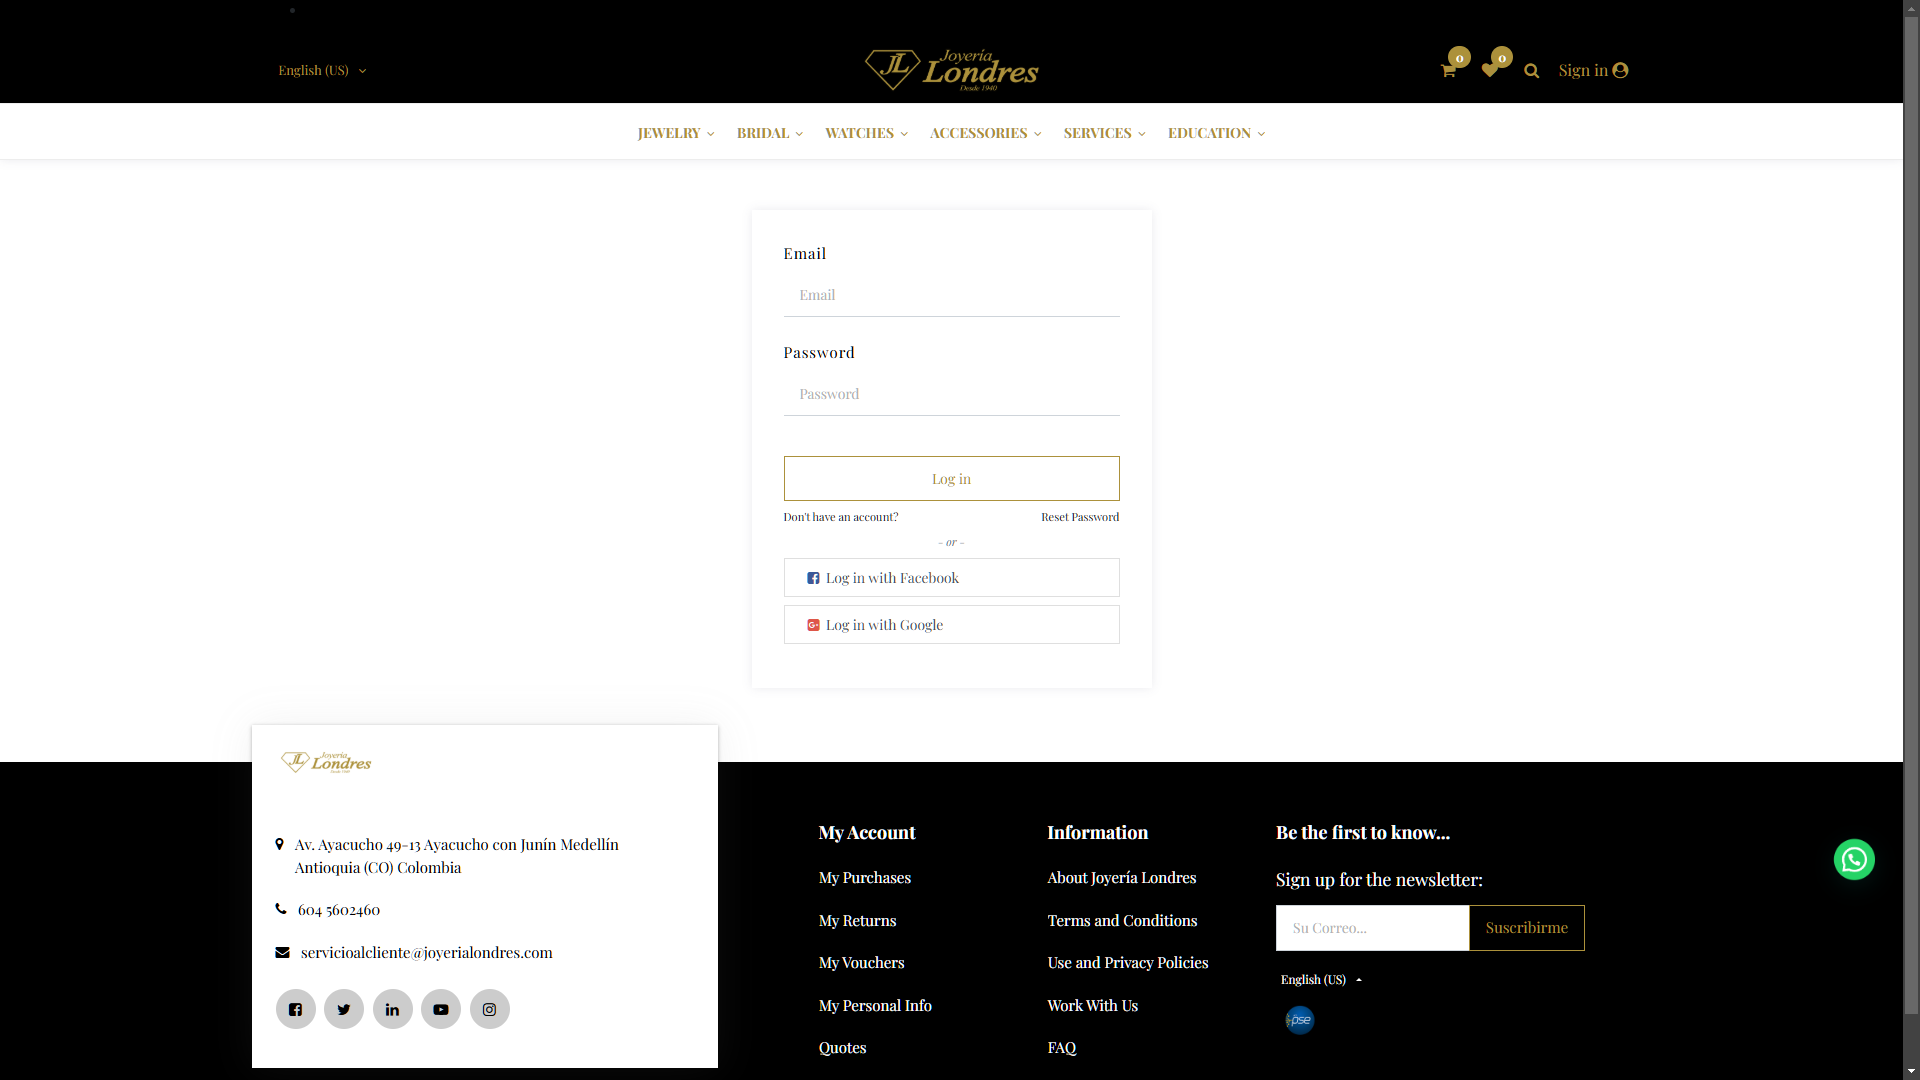 English (US)
JL Joyería Londres
Desde 1940
0
0
Sign in
JEWELRY
BRIDAL
WATCHES
ACCESSORIES
SERVICES
EDUCATION
Email
Email
Password
Password
Log in
Don't have an account?
Reset Password
- or -
Log in with Facebook
Log in with Google
JL Joyería Londres
Desde 1940
Av. Ayacucho 49-13 Ayacucho con Junín Medellín
Antioquia (CO) Colombia
604 5602460
servicioalcliente@joyerialondres.com
My Account
My Purchases
My Returns
My Vouchers
My Personal Info
Quotes
Information
About Joyería Londres
Terms and Conditions
Use and Privacy Policies
Work With Us
FAQ
Be the first to know...
Sign up for the newsletter:
Su Correo...
Suscribirme
English (US)
pse